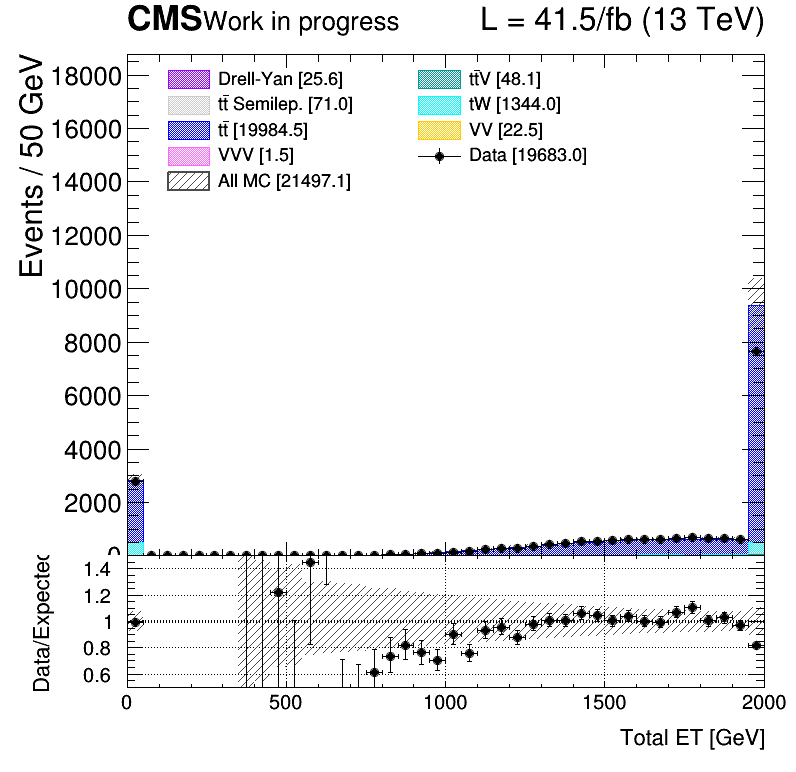 CMS Work in progress L = 41.5/fb (13 TeV)
Events / 50 GeV
18000
16000
14000
12000
10000
8000
6000
4000
2000
0
Drell-Yan [25.6]
tt̄ Semilep. [71.0]
tt̄ [19984.5]
VVV [1.5]
All MC [21497.1]
tt̄V [48.1]
tW [1344.0]
VV [22.5]
Data [19683.0]
Data/Expected
1.4
1.2
1
0.8
0.6
0 500 1000 1500 2000
Total ET [GeV]